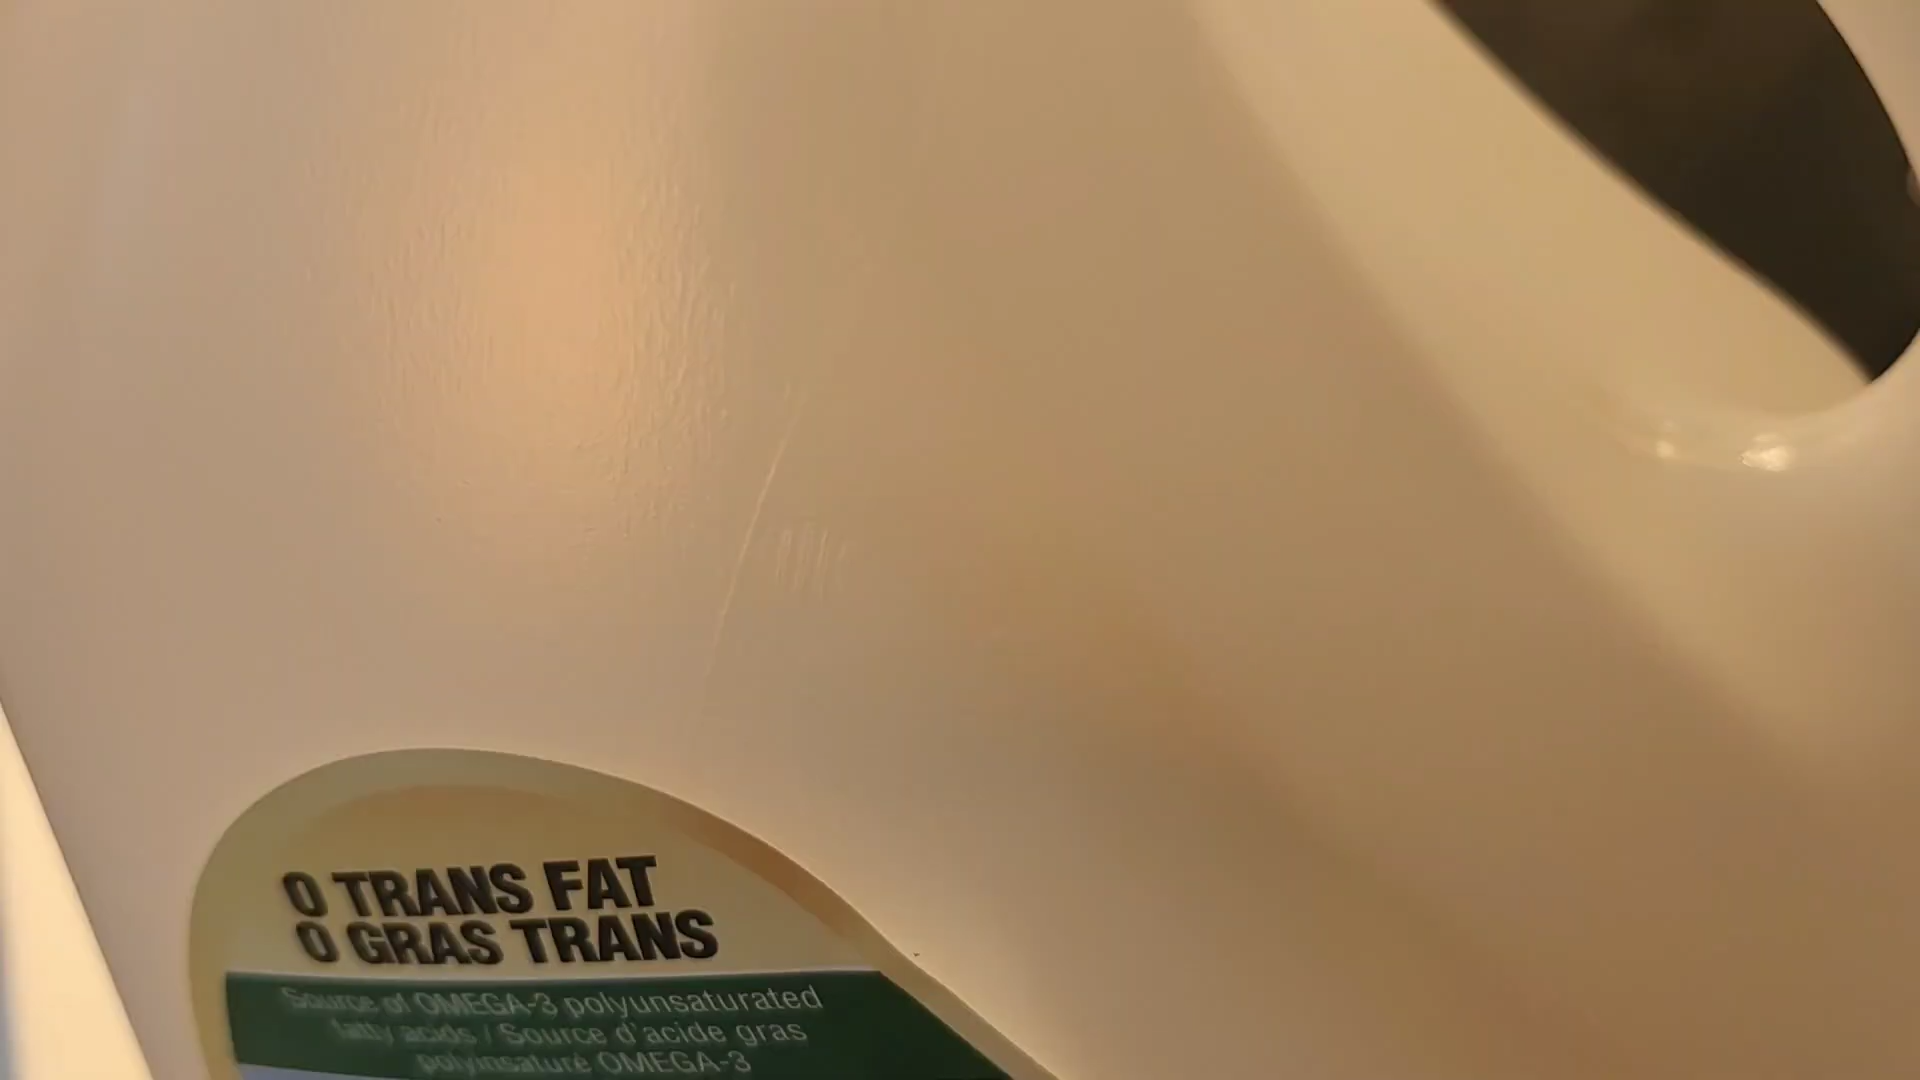 0 TRANS FAT
0 GRAS TRANS
Source of OMEGA-3 polyunsaturated
fatty acids / Source d'acide gras
polyinsaturé OMEGA-3